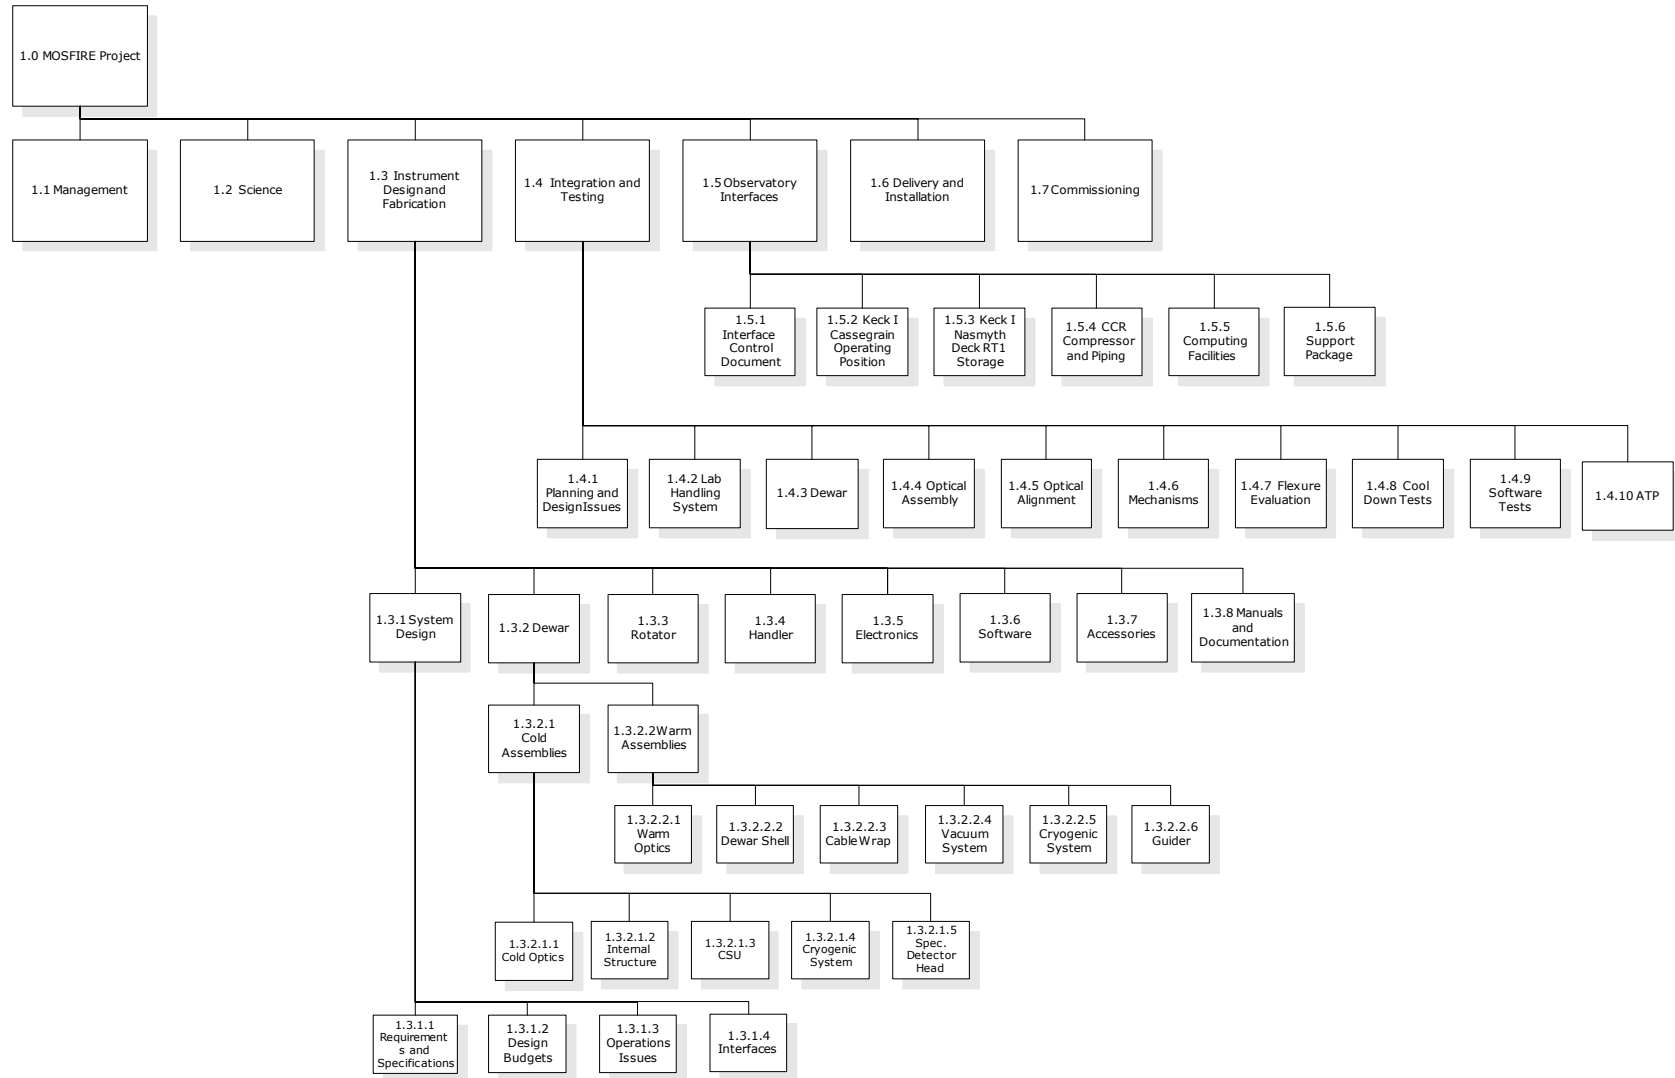 1.0 MOSFIRE Project
1.1 Management
1.2 Science
1.3 Instrument
Design and
Fabrication
1.4 Integration and
Testing
1.5 Observatory
Interfaces
1.6 Delivery and
Installation
1.7 Commissioning
1.5.1
Interface
Control
Document
1.5.2 Keck I
Cassegrain
Operating
Position
1.5.3 Keck I
Nasmyth
Deck RT1
Storage
1.5.4 CCR
Compressor
and Piping
1.5.5
Computing
Facilities
1.5.6
Support
Package
1.4.1
Planning and
Design Issues
1.4.2 Lab
Handling
System
1.4.3 Dewar
1.4.4 Optical
Assembly
1.4.5 Optical
Alignment
1.4.6
Mechanisms
1.4.7 Flexure
Evaluation
1.4.8 Cool
Down Tests
1.4.9
Software
Tests
1.4.10 ATP
1.3.1 System
Design
1.3.2 Dewar
1.3.3
Rotator
1.3.4
Handler
1.3.5
Electronics
1.3.6
Software
1.3.7
Accessories
1.3.8 Manuals
and
Documentation
1.3.2.1
Cold
Assemblies
1.3.2.2 Warm
Assemblies
1.3.2.2.1
Warm
Optics
1.3.2.2.2
Dewar Shell
1.3.2.2.3
Cable Wrap
1.3.2.2.4
Vacuum
System
1.3.2.2.5
Cryogenic
System
1.3.2.2.6
Guider
1.3.2.1.1
Cold Optics
1.3.2.1.2
Internal
Structure
1.3.2.1.3
CSU
1.3.2.1.4
Cryogenic
System
1.3.2.1.5
Spec.
Detector
Head
1.3.1.1
Requirement
s and
Specifications
1.3.1.2
Design
Budgets
1.3.1.3
Operations
Issues
1.3.1.4
Interfaces